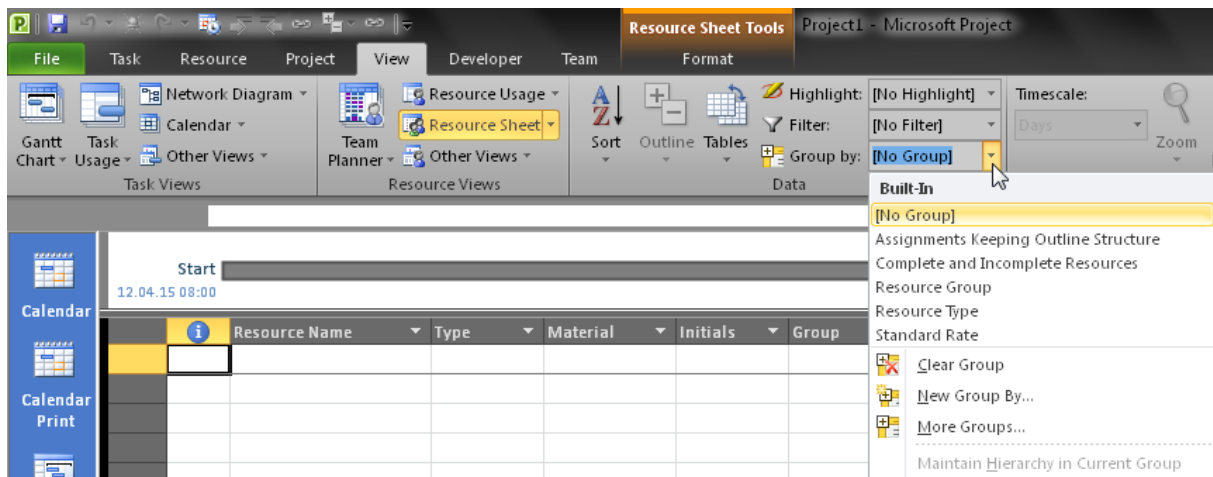 Resource Sheet Tools Project1 - Microsoft Project
File Task Resource Project View Developer Team Format
Network Diagram Resource Usage Highlight: [No Highlight] Timescale:
Calendar Resource Sheet Filter: [No Filter] Days
Gantt Chart Task Usage Other Views Team Planner Other Views Sort Outline Tables Group by: [No Group] Zoom
Task Views Resource Views Data
Built-In
[No Group]
Assignments Keeping Outline Structure
Complete and Incomplete Resources
Resource Group
Resource Type
Standard Rate
Clear Group
New Group By...
More Groups...
Maintain Hierarchy in Current Group
Start
12.04.15 08:00
Calendar
Calendar
Print
Resource Name Type Material Initials Group